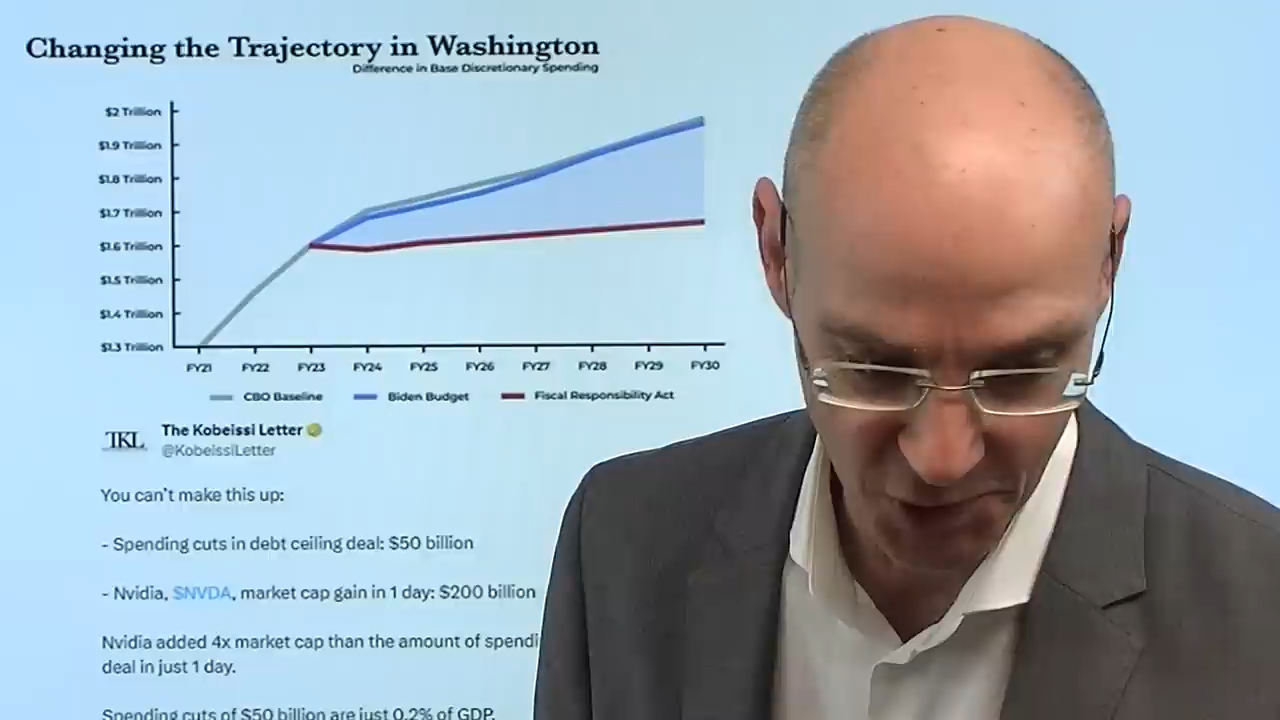 Changing the Trajectory in Washington
Difference in Base Discretionary Spending
$2 Trillion
$1.9 Trillion
$1.8 Trillion
$1.7 Trillion
$1.6 Trillion
$1.5 Trillion
$1.4 Trillion
$1.3 Trillion
FY21 FY22 FY23 FY24 FY25 FY26 FY27 FY28 FY29 FY30
CBO Baseline Biden Budget Fiscal Responsibility Act
TKL
The Kobeissi Letter
@KobeissiLetter
You can't make this up:
- Spending cuts in debt ceiling deal: $50 billion
- Nvidia, $NVDA, market cap gain in 1 day: $200 billion
Nvidia added 4x market cap than the amount of spendi
deal in just 1 day.
Spending cuts of $50 billion are just 0.2% of GDP.